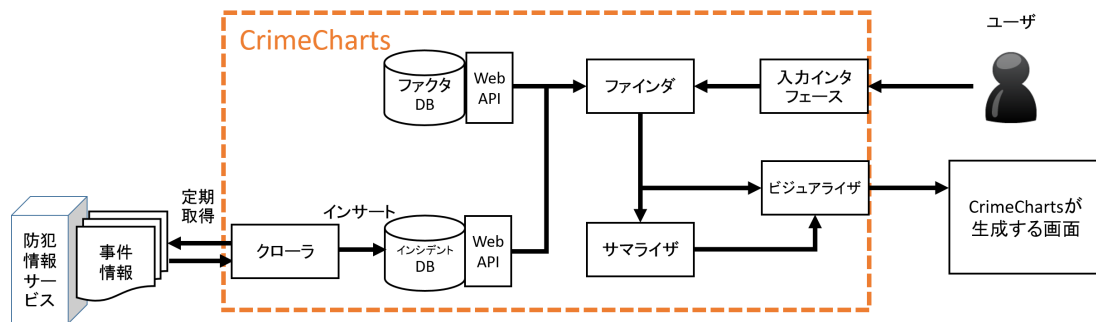 CrimeCharts
ユーザ
ファクタ
DB
Web
API
ファインダ
入力インタ
フェース
ビジュアライザ
CrimeChartsが
生成する画面
定期
取得
インサート
防犯
情報
サー
ビス
事件
情報
クローラ
インシデント
DB
Web
API
サマライザ